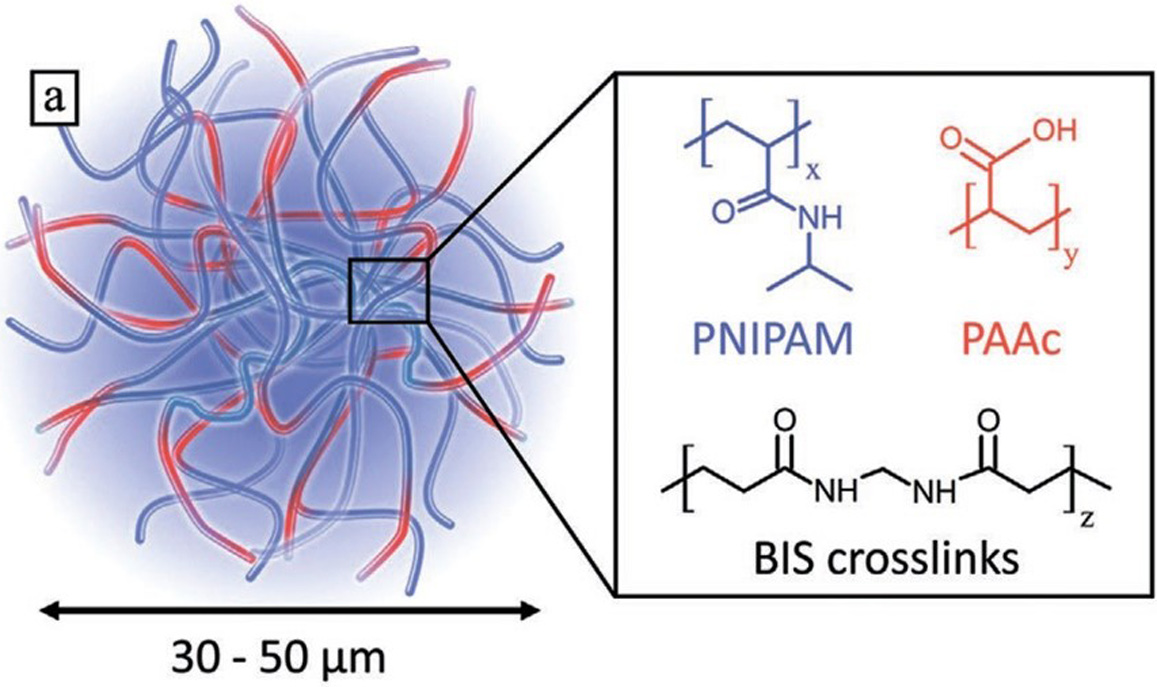 a
x
O
NH
PNIPAM
O
OH
y
PAAc
O
O
NH
NH
z
BIS crosslinks
30 - 50 µm